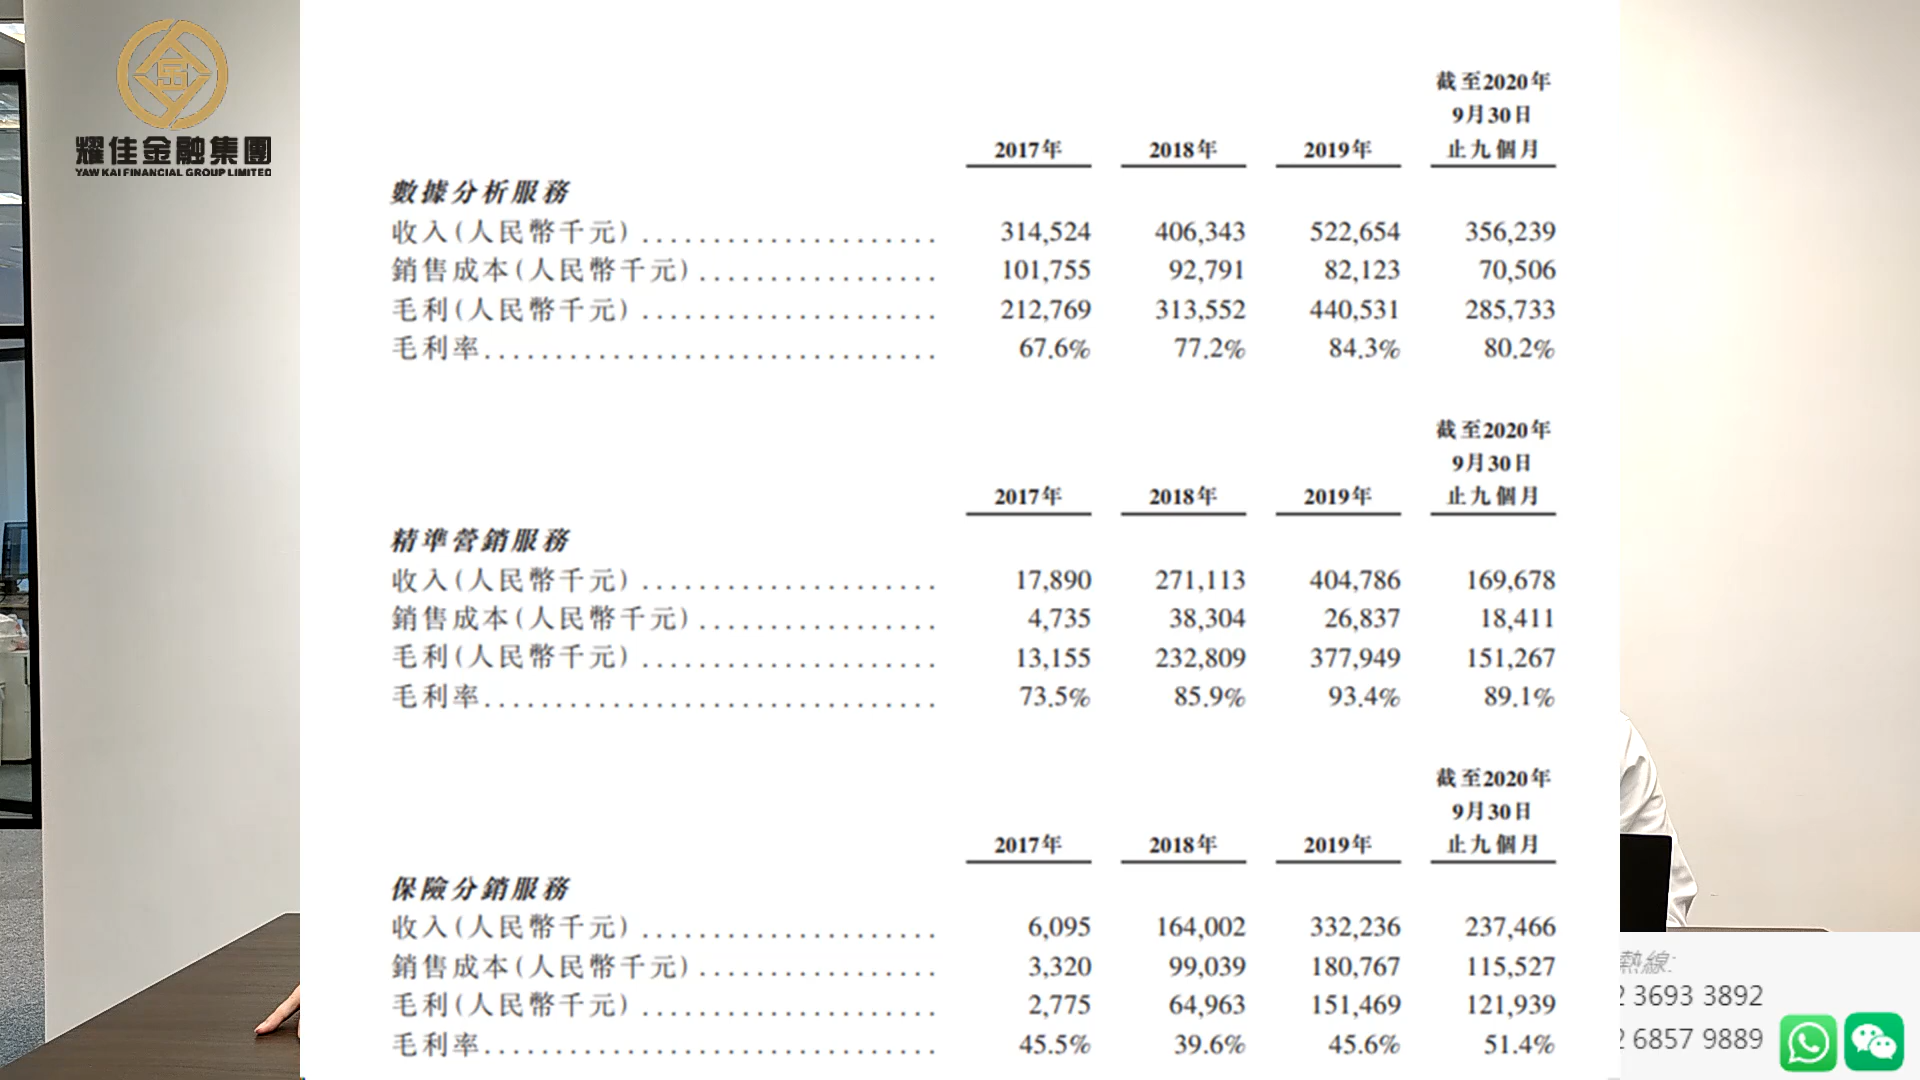 耀佳金融集團
YAW KAI FINANCIAL GROUP LIMITED
截至2020年
9月30日
2017年 2018年 2019年 止九個月
數據分析服務
收入(人民幣千元) 314,524 406,343 522,654 356,239
銷售成本(人民幣千元) 101,755 92,791 82,123 70,506
毛利(人民幣千元) 212,769 313,552 440,531 285,733
毛利率 67.6% 77.2% 84.3% 80.2%
截至2020年
9月30日
2017年 2018年 2019年 止九個月
精準營銷服務
收入(人民幣千元) 17,890 271,113 404,786 169,678
銷售成本(人民幣千元) 4,735 38,304 26,837 18,411
毛利(人民幣千元) 13,155 232,809 377,949 151,267
毛利率 73.5% 85.9% 93.4% 89.1%
截至2020年
9月30日
2017年 2018年 2019年 止九個月
保險分銷服務
收入(人民幣千元) 6,095 164,002 332,236 237,466
銷售成本(人民幣千元) 3,320 99,039 180,767 115,527
毛利(人民幣千元) 2,775 64,963 151,469 121,939
毛利率 45.5% 39.6% 45.6% 51.4%
熱線:
2 3693 3892
2 6857 9889